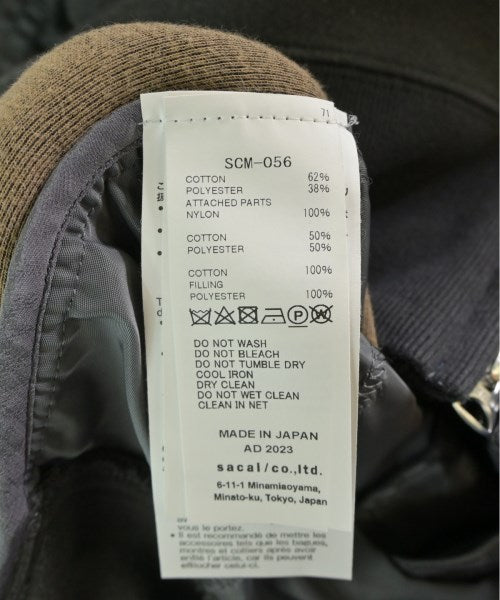 71
SCM-056
COTTON 62%
POLYESTER 38%
ATTACHED PARTS
NYLON 100%
COTTON 50%
POLYESTER 50%
COTTON 100%
FILLING
POLYESTER 100%
P W
DO NOT WASH
DO NOT BLEACH
DO NOT TUMBLE DRY
COOL IRON
DRY CLEAN
DO NOT WET CLEAN
CLEAN IN NET
MADE IN JAPAN
AD 2023
sacai/co.,ltd.
6-11-1 Minamiaoyama,
Minato-ku, Tokyo, Japan
vous le portez.
* Il est recommandé de mettre les
accessoires tels que les bagues,
montres et colliers après avoir
enfilé l'article, car ils peuvent
effilocher celui-ci.